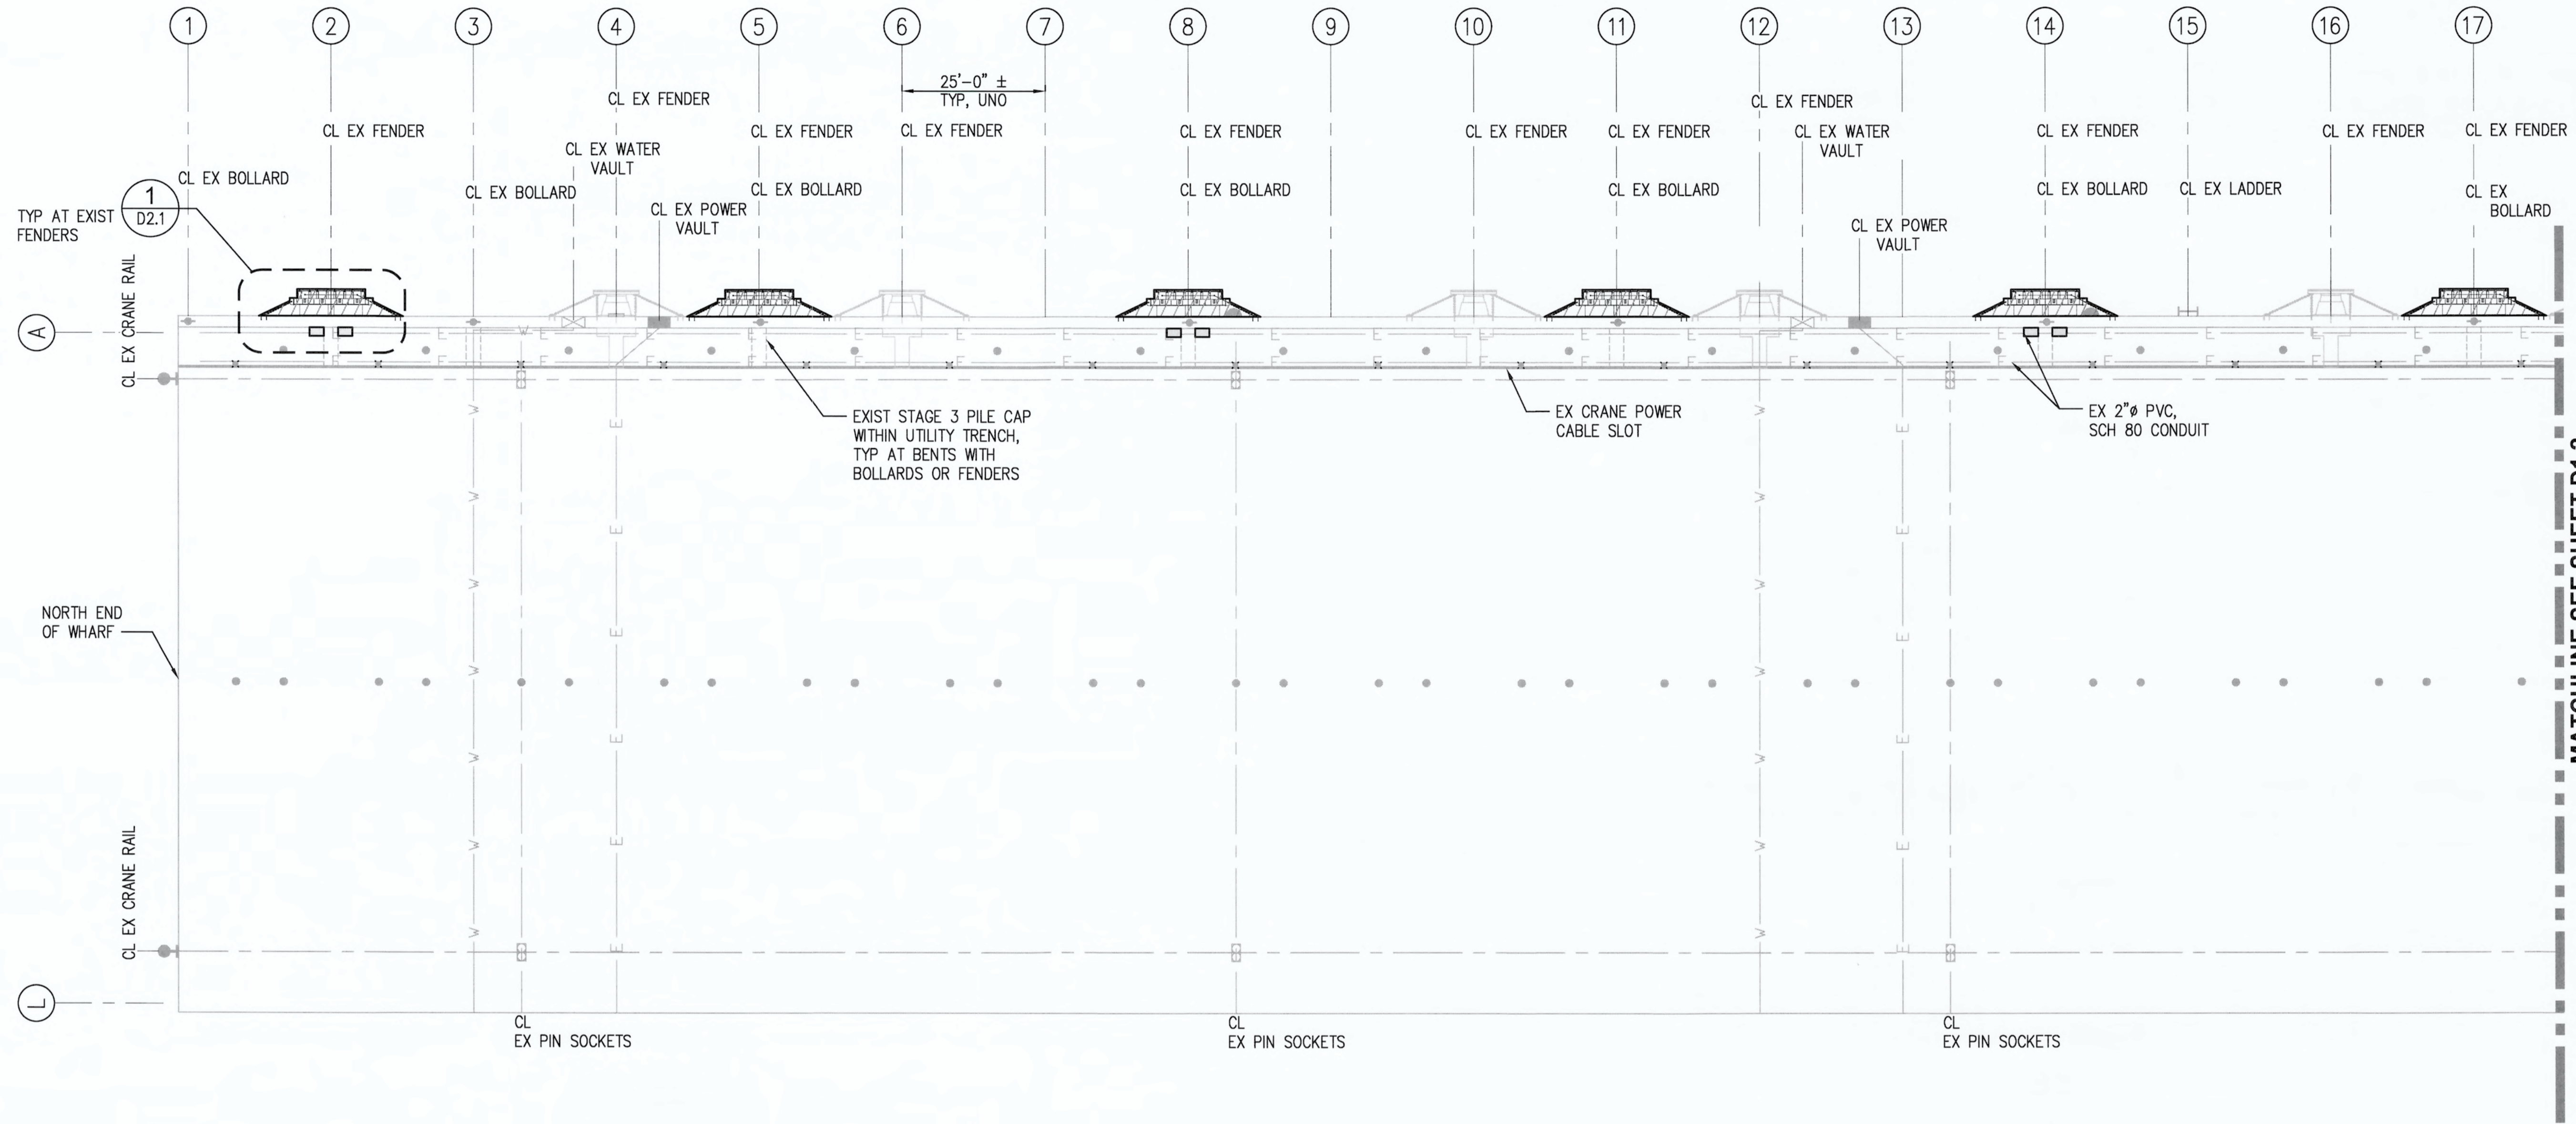 1 2 3 4 5 6 7 8 9 10 11 12 13 14 15 16 17
25'-0" ±
TYP, UNO
CL EX FENDER
CL EX FENDER
CL EX FENDER
CL EX FENDER
CL EX FENDER
CL EX FENDER
CL EX FENDER
CL EX FENDER
CL EX FENDER
CL EX FENDER
CL EX FENDER
CL EX FENDER
CL EX WATER
VAULT
CL EX WATER
VAULT
CL EX BOLLARD
CL EX BOLLARD
CL EX BOLLARD
CL EX BOLLARD
CL EX BOLLARD
CL EX BOLLARD
CL EX LADDER
CL EX
BOLLARD
1
D2.1
TYP AT EXIST
FENDERS
CL EX POWER
VAULT
CL EX POWER
VAULT
A
CL EX CRANE RAIL
EXIST STAGE 3 PILE CAP
WITHIN UTILITY TRENCH,
TYP AT BENTS WITH
BOLLARDS OR FENDERS
EX CRANE POWER
CABLE SLOT
EX 2"ø PVC,
SCH 80 CONDUIT
NORTH END
OF WHARF
CL EX CRANE RAIL
L
CL
EX PIN SOCKETS
CL
EX PIN SOCKETS
CL
EX PIN SOCKETS